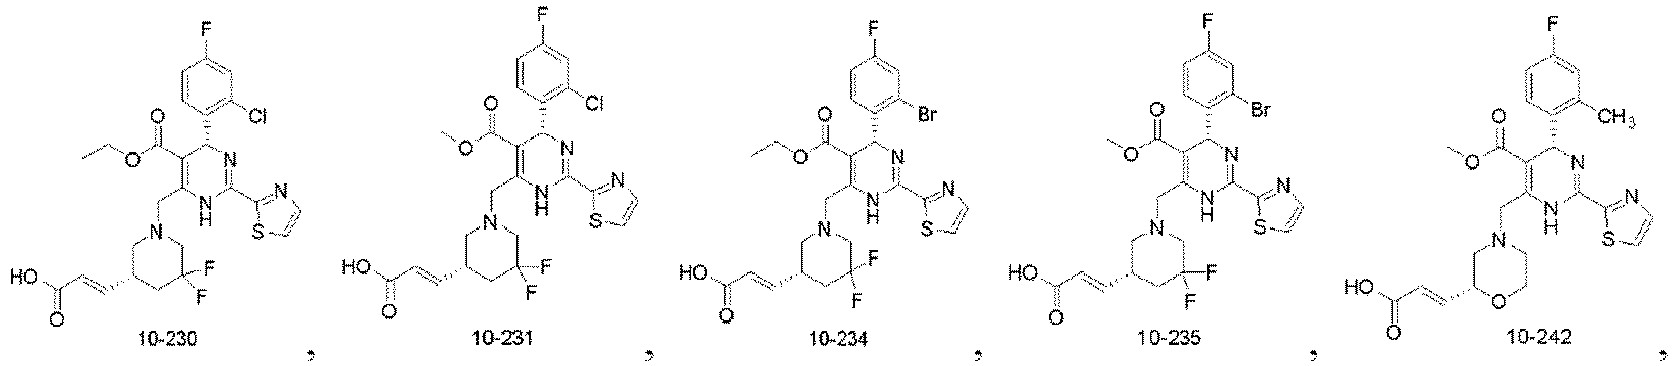 F F F F F
Cl Cl Br Br CH3
O O O O O
O O O O O
N N N N N
N N N N N
N N N N N
H H H H H
S S S S S
N N N N N
F F F F
F F F F O
HO HO HO HO HO
O O O O O
10-230 , 10-231 , 10-234 , 10-235 , 10-242 ,